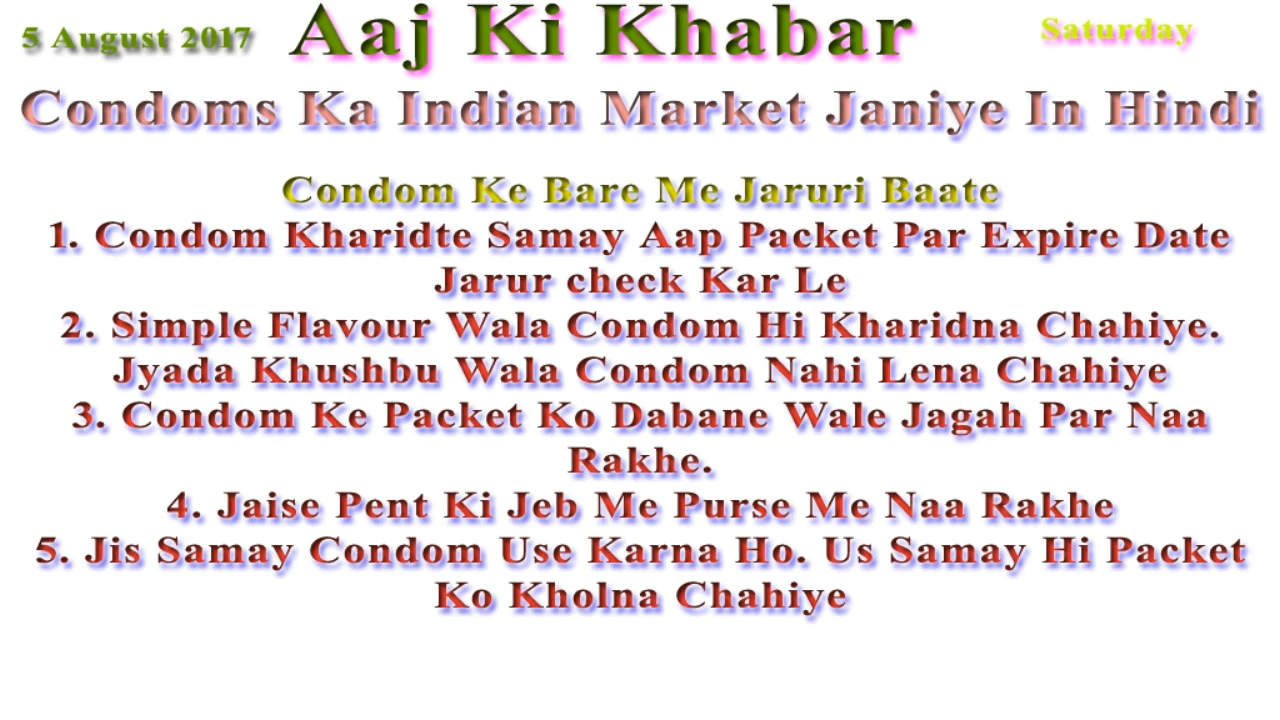 5 August 2017 Aaj Ki Khabar Saturday
Condoms Ka Indian Market Janiye In Hindi
Condom Ke Bare Me Jaruri Baate
1. Condom Kharidte Samay Aap Packet Par Expire Date
Jarur check Kar Le
2. Simple Flavour Wala Condom Hi Kharidna Chahiye.
Jyada Khushbu Wala Condom Nahi Lena Chahiye
3. Condom Ke Packet Ko Dabane Wale Jagah Par Naa
Rakhe.
4. Jaise Pent Ki Jeb Me Purse Me Naa Rakhe
5. Jis Samay Condom Use Karna Ho. Us Samay Hi Packet
Ko Kholna Chahiye